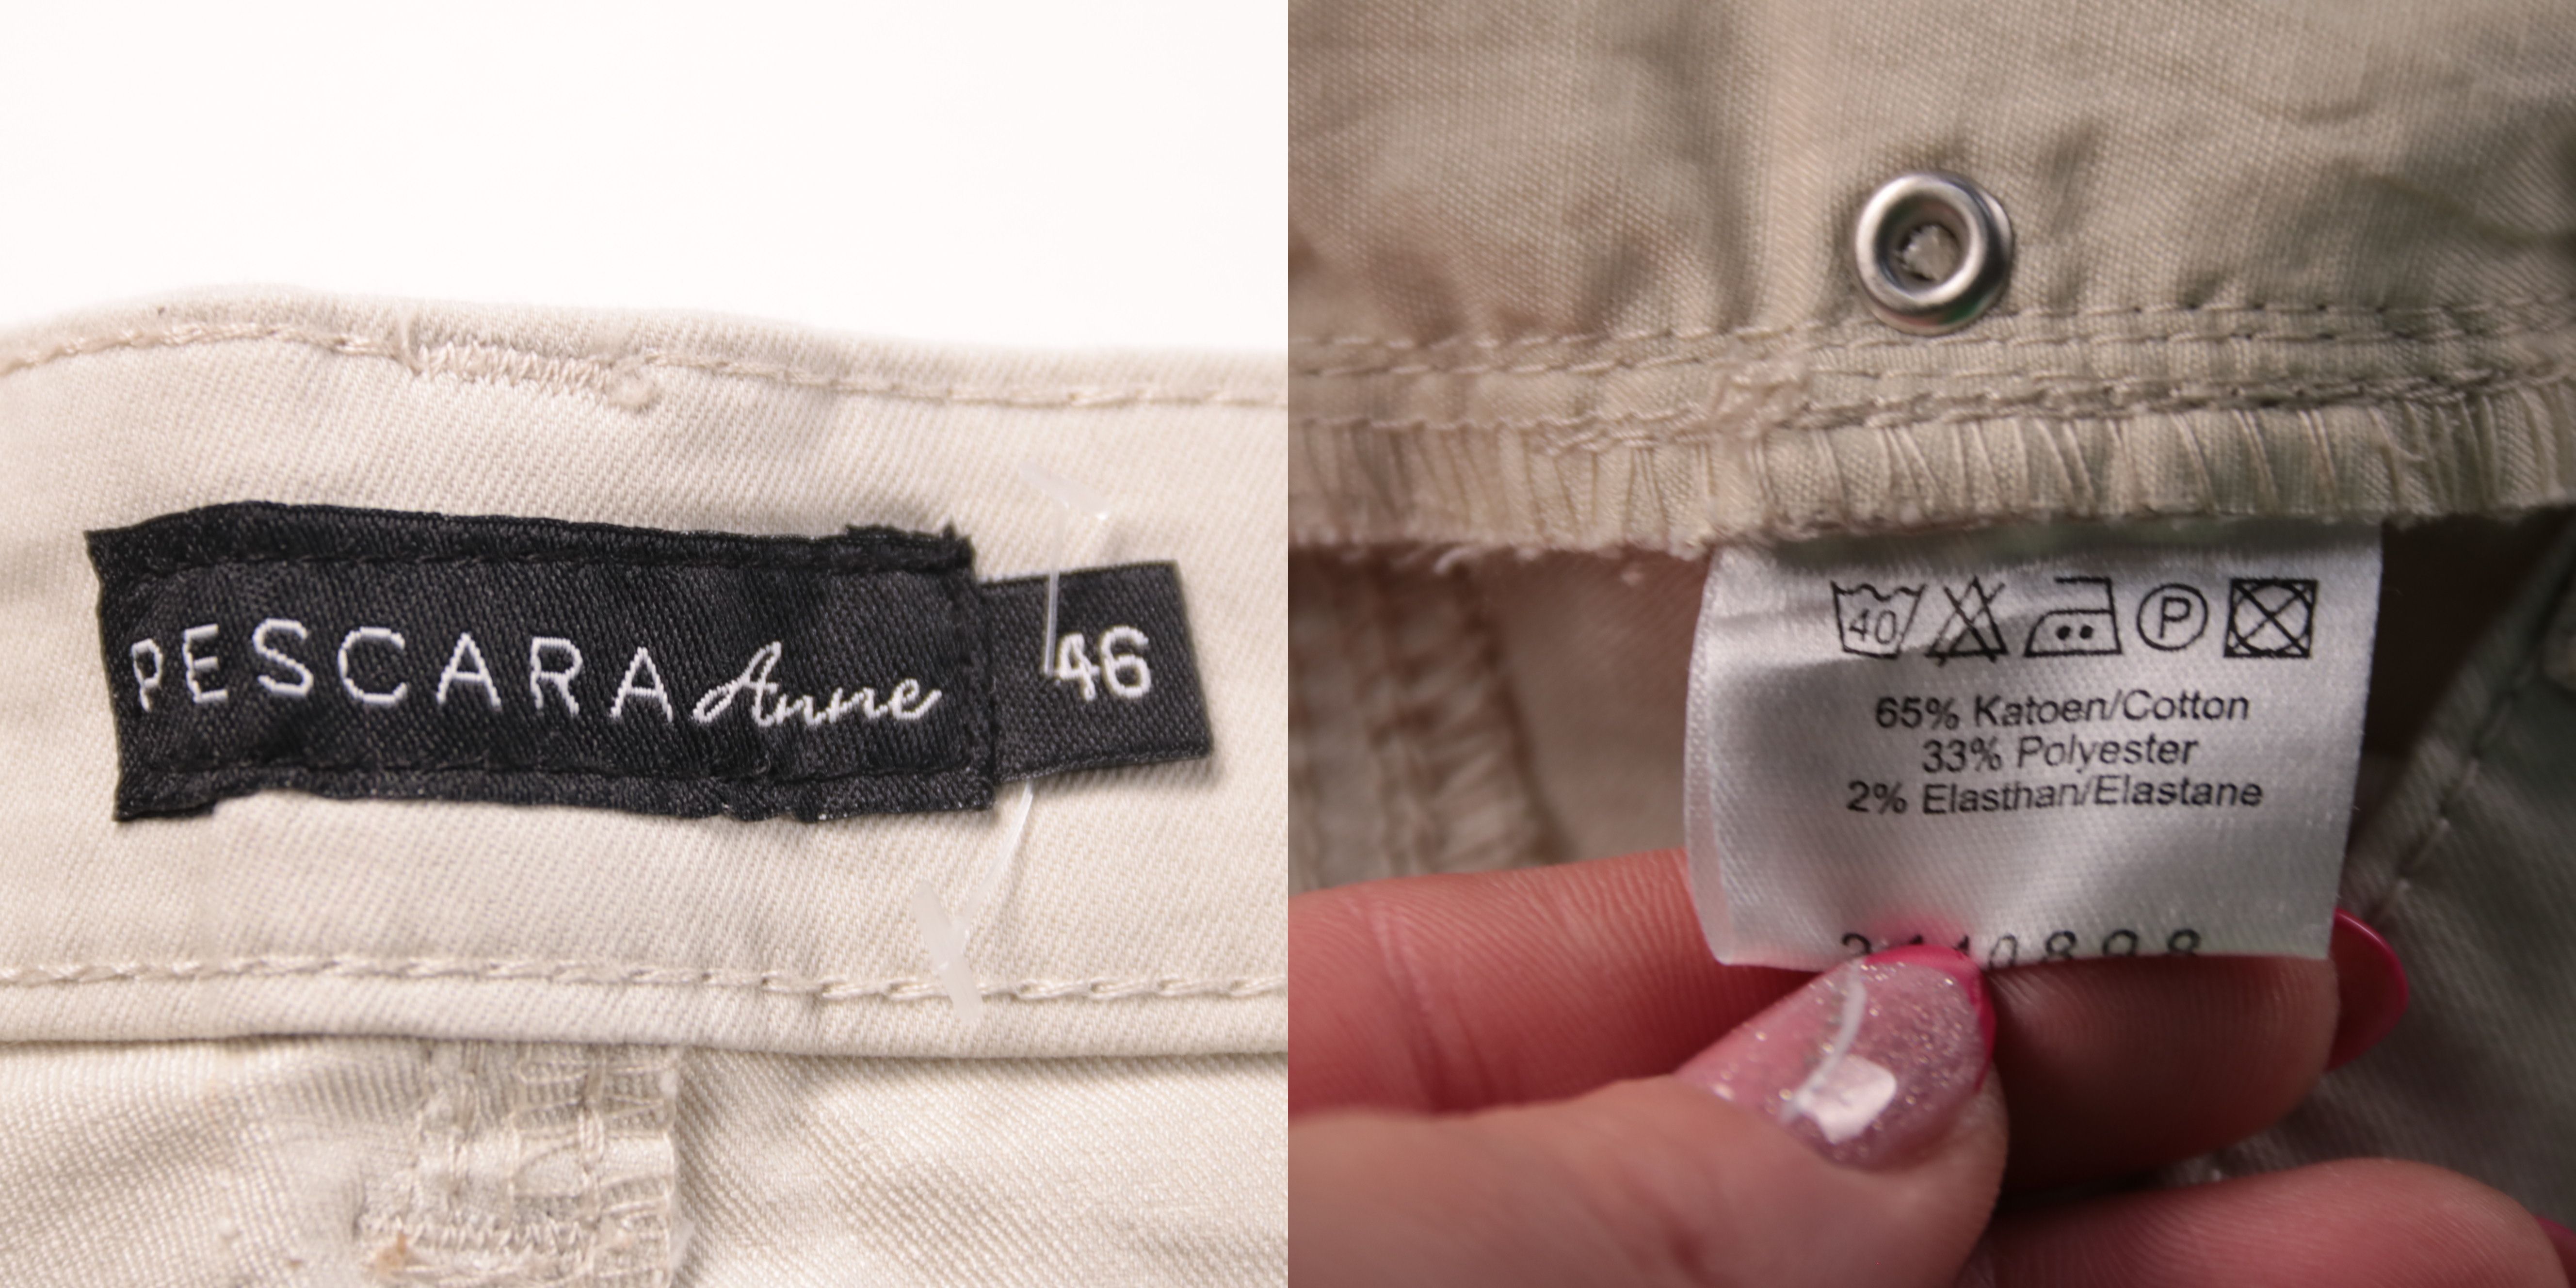 PESCARA Anne
46
40
P
65% Katoen/Cotton
33% Polyester
2% Elasthan/Elastane